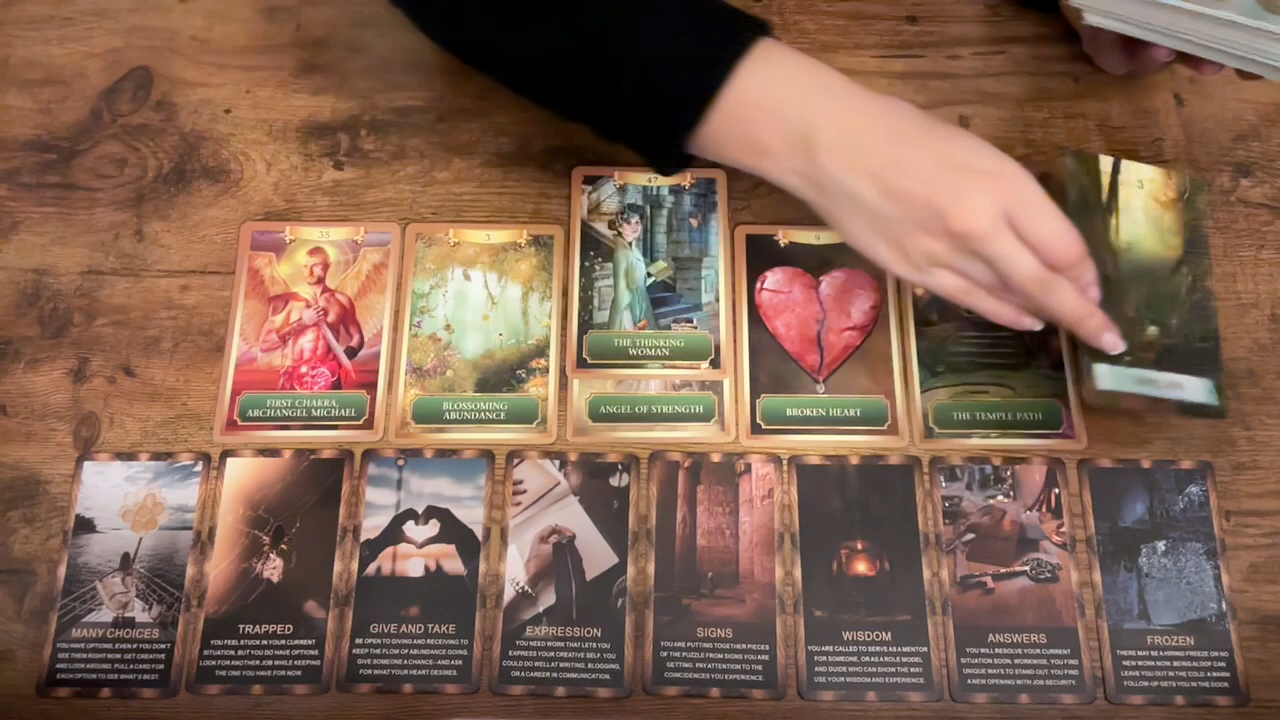 47
35
3
9
3
THE THINKING
WOMAN
FIRST CHAKRA,
ARCHANGEL MICHAEL
BLOSSOMING
ABUNDANCE
ANGEL OF STRENGTH
BROKEN HEART
THE TEMPLE PATH
MANY CHOICES
YOU HAVE OPTIONS, EVEN IF YOU DON'T
SEE THEM RIGHT NOW. GET CREATIVE
AND LOOK AROUND. PULL A CARD FOR
EACH OPTION TO SEE WHAT'S BEST.
TRAPPED
YOU FEEL STUCK IN YOUR CURRENT
SITUATION, BUT YOU DO HAVE OPTIONS.
LOOK FOR ANOTHER JOB WHILE KEEPING
THE ONE YOU HAVE FOR NOW.
GIVE AND TAKE
BE OPEN TO GIVING AND RECEIVING TO
KEEP THE FLOW OF ABUNDANCE GOING.
GIVE SOMEONE A CHANCE—AND ASK
FOR WHAT YOUR HEART DESIRES.
EXPRESSION
YOU NEED WORK THAT LETS YOU
EXPRESS YOUR CREATIVE SELF. YOU
COULD DO WELL AT WRITING, BLOGGING,
OR A CAREER IN COMMUNICATION.
SIGNS
YOU ARE PUTTING TOGETHER PIECES
OF THE PUZZLE FROM SIGNS YOU ARE
GETTING. PAY ATTENTION TO THE
COINCIDENCES YOU EXPERIENCE.
WISDOM
YOU ARE CALLED TO SERVE AS A MENTOR
FOR SOMEONE, OR AS A ROLE MODEL
AND GUIDE WHO CAN SHOW THE WAY
USE YOUR WISDOM AND EXPERIENCE.
ANSWERS
YOU WILL RESOLVE YOUR CURRENT
SITUATION SOON. WORKWISE, YOU FIND
UNIQUE WAYS TO STAND OUT. YOU FIND
A NEW OPENING WITH JOB SECURITY.
FROZEN
THERE MAY BE A HIRING FREEZE, OR NO
NEW WORK NOW. BEING ALOOF CAN
LEAVE YOU OUT IN THE COLD. A WARM
FOLLOW-UP GETS YOU IN THE DOOR.